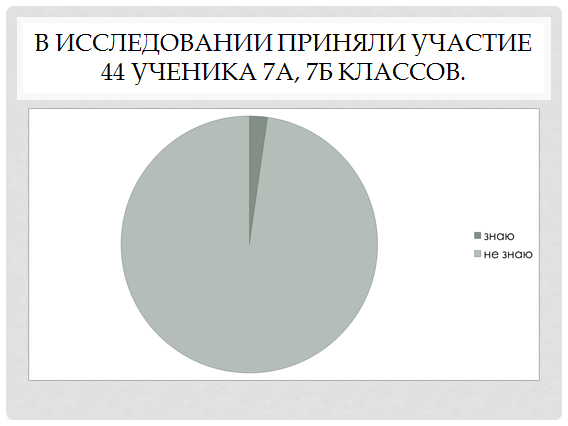 В ИССЛЕДОВАНИИ ПРИНЯЛИ УЧАСТИЕ
44 УЧЕНИКА 7А, 7Б КЛАССОВ.
знаю
не знаю